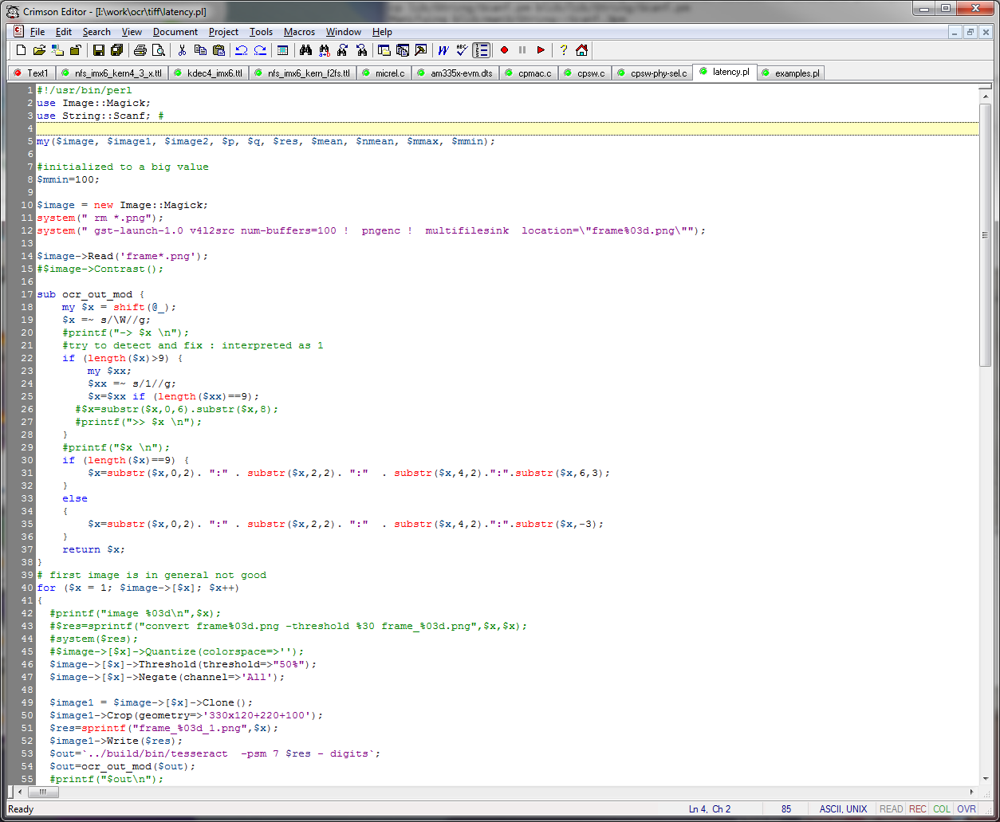 Crimson Editor - [I:\work\ocr\tiff\latency.pl]
File Edit Search View Document Project Tools Macros Window Help
Text1 nfs_imx6_kern4_3_x.ttl kdec4_imx6.ttl nfs_imx6_kern_f2fs.ttl micrel.c am335x-evm.dts cpmac.c cpsw.c cpsw-phy-sel.c latency.pl examples.pl
1 #!/usr/bin/perl
2 use Image::Magick;
3 use String::Scanf; #
4
5 my($image, $image1, $image2, $p, $q, $res, $mean, $nmean, $mmax, $mmin);
6
7 #initialized to a big value
8 $mmin=100;
9
10 $image = new Image::Magick;
11 system(" rm *.png");
12 system(" gst-launch-1.0 v4l2src num-buffers=100 !  pngenc !  multifilesink  location=\"frame%03d.png\"");
13
14 $image->Read('frame*.png');
15 #$image->Contrast();
16
17 sub ocr_out_mod {
18     my $x = shift(@_);
19     $x =~ s/\W//g;
20     #printf("-> $x \n");
21     #try to detect and fix : interpreted as 1
22     if (length($x)>9) {
23         my $xx;
24         $xx =~ s/1//g;
25         $x=$xx if (length($xx)==9);
26       #$x=substr($x,0,6).substr($x,8);
27       #printf(">> $x \n");
28     }
29     #printf("$x \n");
30     if (length($x)==9) {
31         $x=substr($x,0,2). ":" . substr($x,2,2). ":"  . substr($x,4,2).":".substr($x,6,3);
32     }
33     else
34     {
35         $x=substr($x,0,2). ":" . substr($x,2,2). ":"  . substr($x,4,2).":".substr($x,-3);
36     }
37     return $x;
38 }
39 # first image is in general not good
40 for ($x = 1; $image->[$x]; $x++)
41 {
42   #printf("image %03d\n",$x);
43   #$res=sprintf("convert frame%03d.png -threshold %30 frame_%03d.png",$x,$x);
44   #system($res);
45   #$image->[$x]->Quantize(colorspace=>'');
46   $image->[$x]->Threshold(threshold=>"50%");
47   $image->[$x]->Negate(channel=>'All');
48
49   $image1 = $image->[$x]->Clone();
50   $image1->Crop(geometry=>'330x120+220+100');
51   $res=sprintf("frame_%03d_1.png",$x);
52   $image1->Write($res);
53   $out=`../build/bin/tesseract  -psm 7 $res - digits`;
54   $out=ocr_out_mod($out);
55   #printf("$out\n");
Ready Ln 4, Ch 2 85 ASCII, UNIX READ REC COL OVR